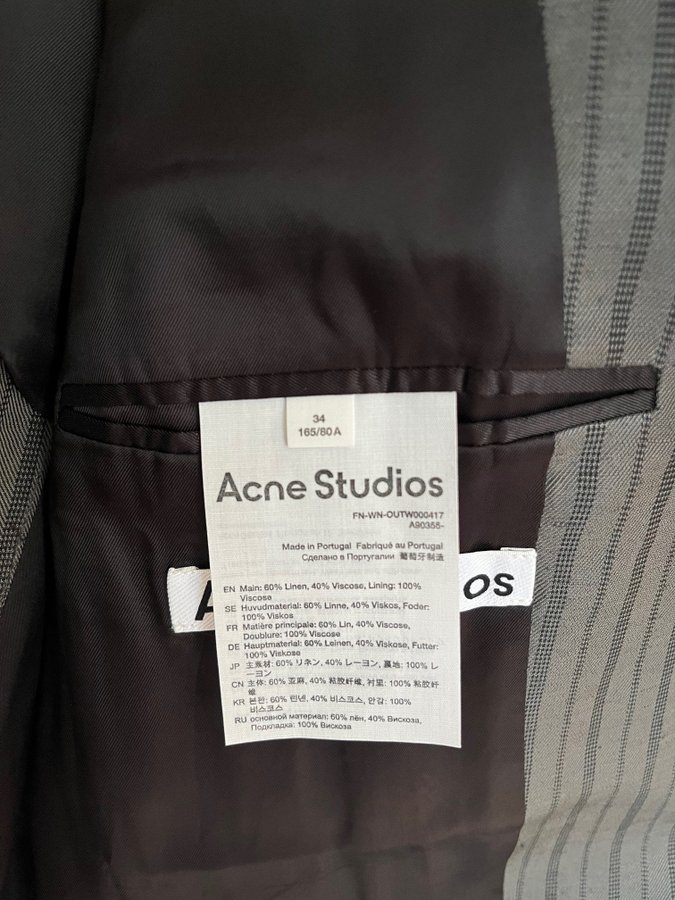 34
165/80A
Acne Studios
FN-WN-OUTW000417
A90355-
Made in Portugal Fabriqué au Portugal
Сделано в Португалии 葡萄牙制造
EN Main: 60% Linen, 40% Viscose, Lining: 100%
Viscose
SE Huvudmaterial: 60% Linne, 40% Viskos, Foder:
100% Viskos
FR Matière principale: 60% Lin, 40% Viscose,
Doublure: 100% Viscose
DE Hauptmaterial: 60% Leinen, 40% Viskose, Futter:
100% Viskose
JP 主素材: 60% リネン, 40% レーヨン, 裏地: 100% レ
ーヨン
CN 主体: 60% 亚麻, 40% 粘胶纤维, 衬里: 100% 粘胶纤
维
KR 본판: 60% 린넨, 40% 비스코스, 안감: 100%
비스코스
RU основной материал: 60% лён, 40% Вискоза,
Подкладка: 100% Вискоза
A
OS